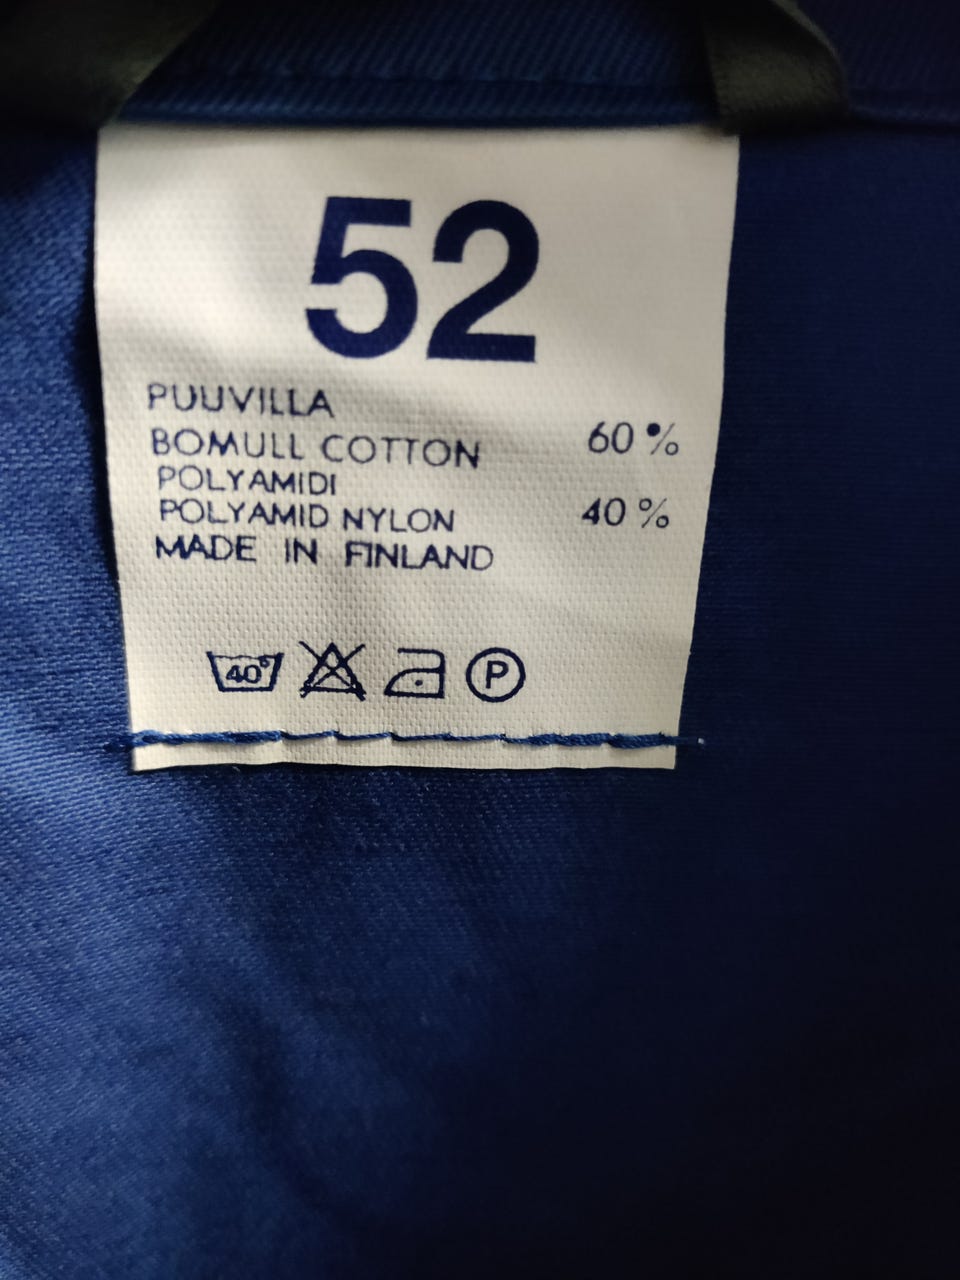 52
PUUVILLA
BOMULL COTTON 60 %
POLYAMIDI
POLYAMID NYLON 40 %
MADE IN FINLAND
40° P